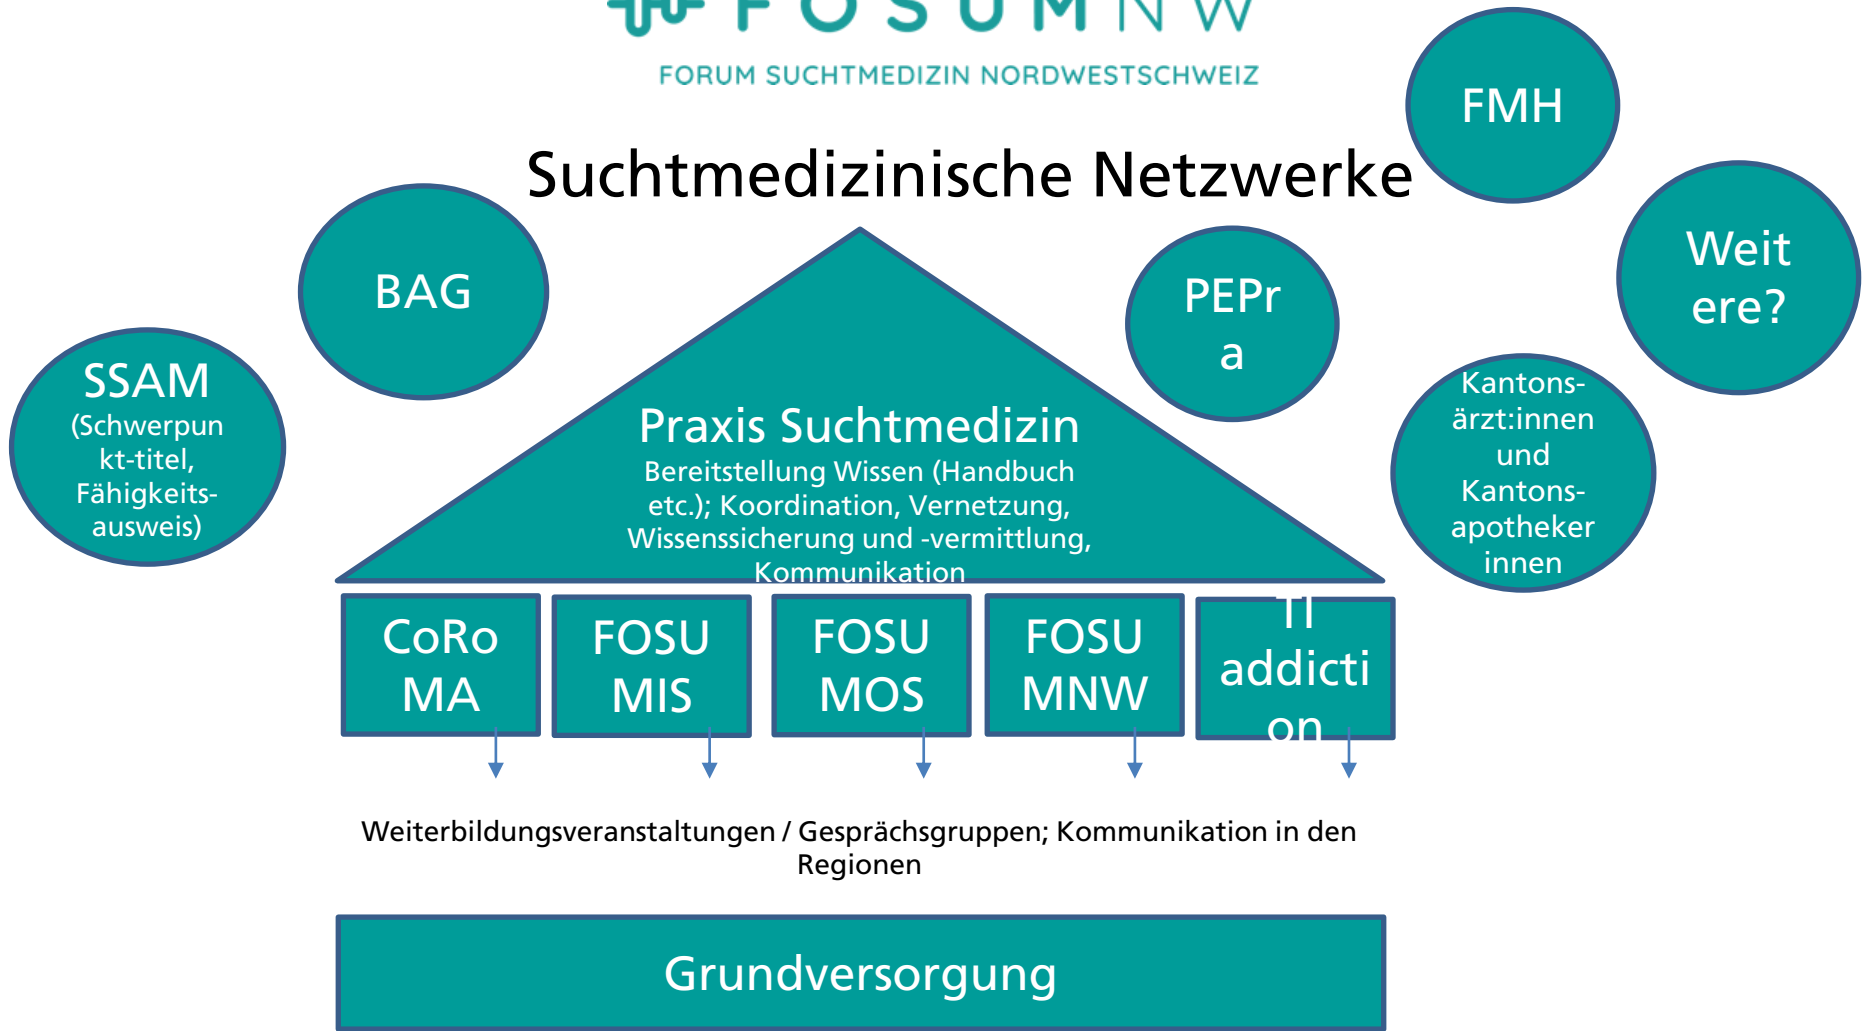 FOSUMNW
FORUM SUCHTMEDIZIN NORDWESTSCHWEIZ
Suchtmedizinische Netzwerke
FMH
Weit
ere?
BAG
PEPr
a
SSAM
(Schwerpun
kt-titel,
Fähigkeits-
ausweis)
Kantons-
ärzt:innen
und
Kantons-
apotheker
innen
Praxis Suchtmedizin
Bereitstellung Wissen (Handbuch
etc.); Koordination, Vernetzung,
Wissenssicherung und -vermittlung,
Kommunikation
CoRo
MA
FOSU
MIS
FOSU
MOS
FOSU
MNW
TI
addicti
on
Weiterbildungsveranstaltungen / Gesprächsgruppen; Kommunikation in den
Regionen
Grundversorgung